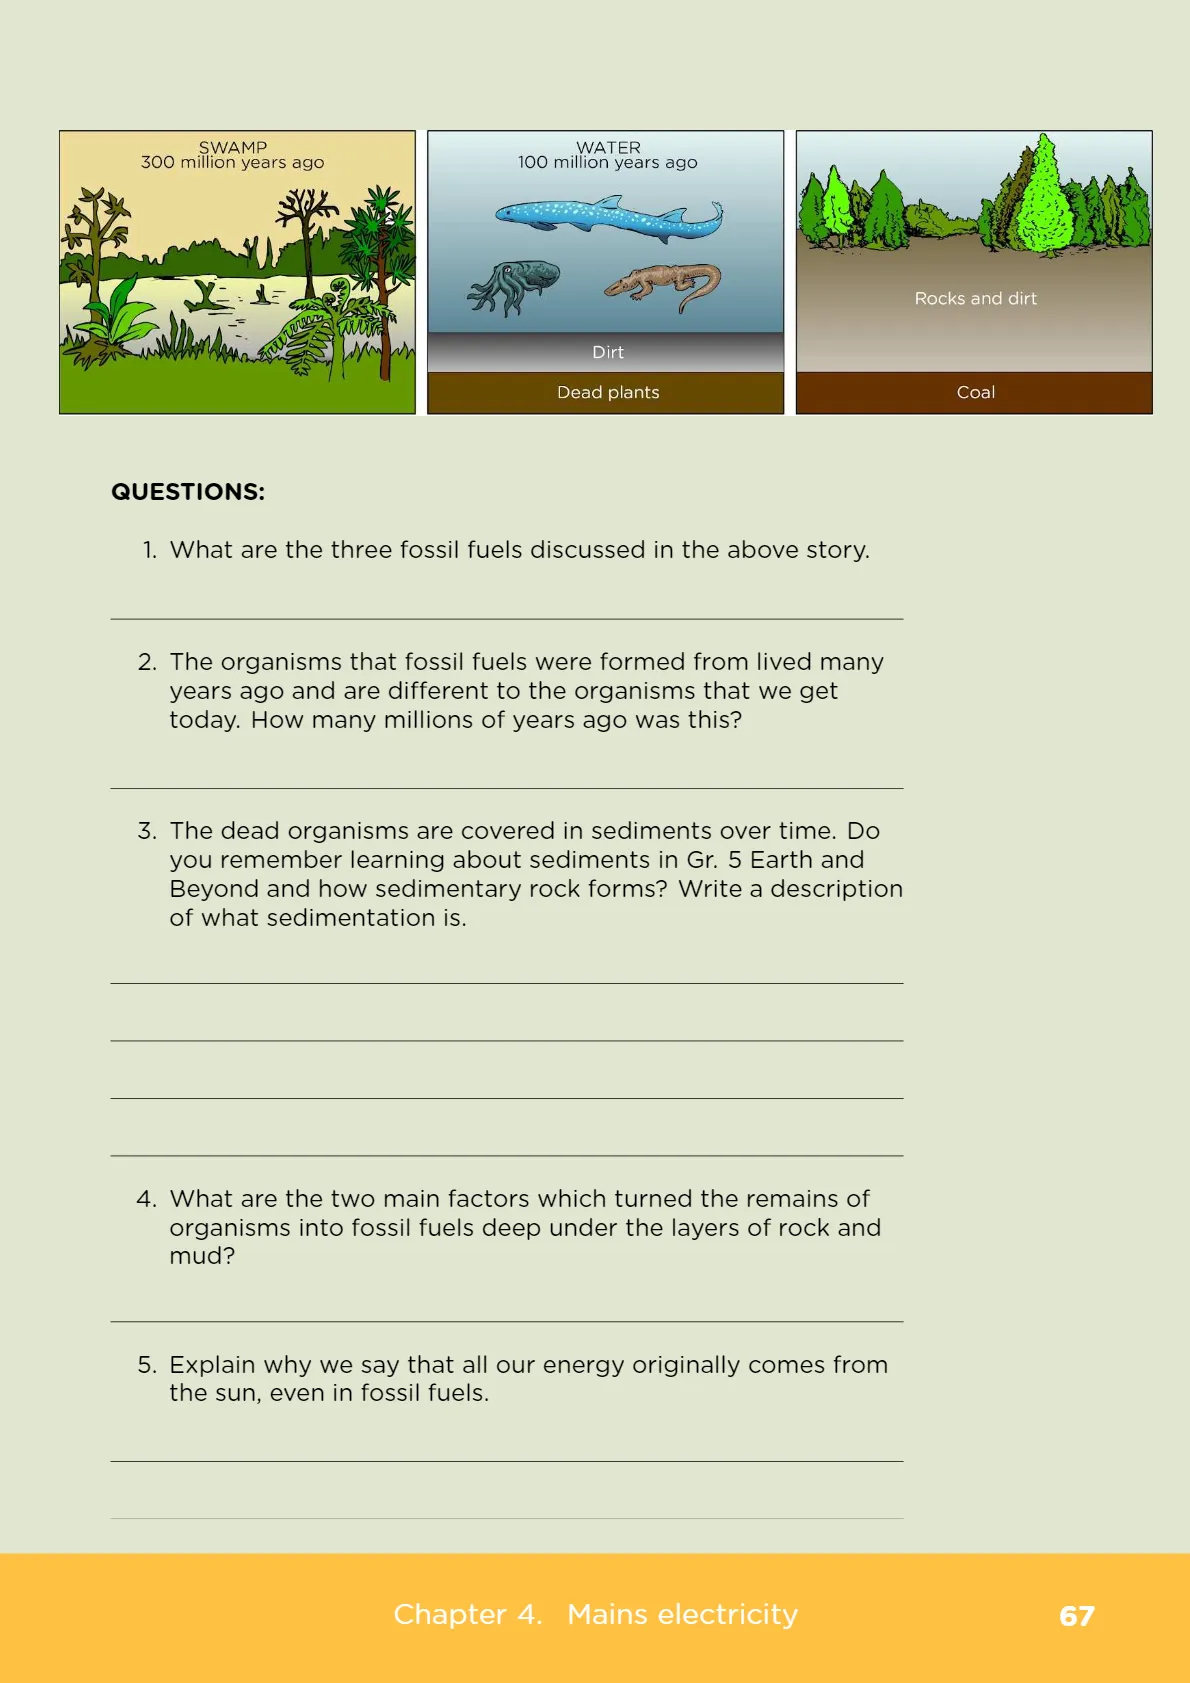 SWAMP
300 million years ago
WATER
100 million years ago
Dirt
Dead plants
Rocks and dirt
Coal
QUESTIONS:
1. What are the three fossil fuels discussed in the above story.
2. The organisms that fossil fuels were formed from lived many
years ago and are different to the organisms that we get
today. How many millions of years ago was this?
3. The dead organisms are covered in sediments over time. Do
you remember learning about sediments in Gr. 5 Earth and
Beyond and how sedimentary rock forms? Write a description
of what sedimentation is.
4. What are the two main factors which turned the remains of
organisms into fossil fuels deep under the layers of rock and
mud?
5. Explain why we say that all our energy originally comes from
the sun, even in fossil fuels.
Chapter 4. Mains electricity
67